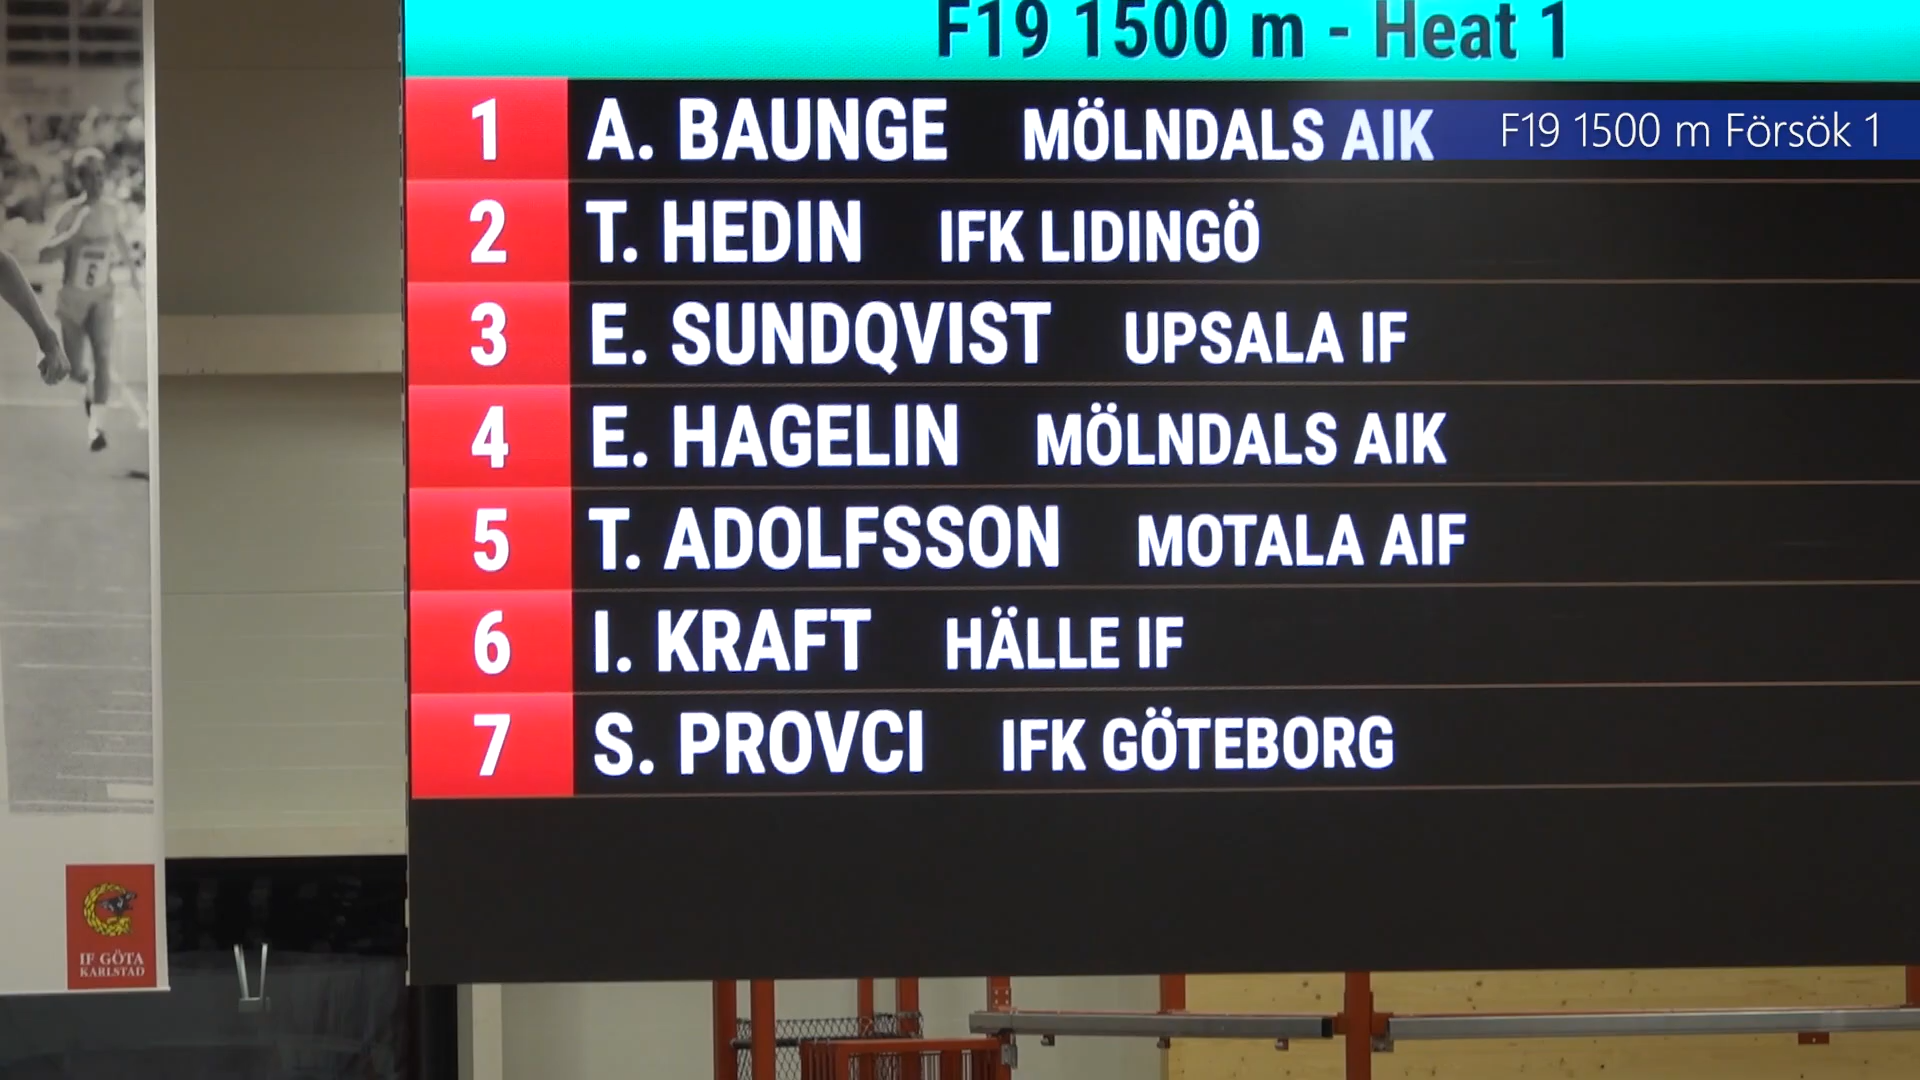 F19 1500 m - Heat 1
1 A. BAUNGE MÖLNDALS AIK
F19 1500 m Försök 1
2 T. HEDIN IFK LIDINGÖ
3 E. SUNDQVIST UPSALA IF
4 E. HAGELIN MÖLNDALS AIK
5 T. ADOLFSSON MOTALA AIF
6 I. KRAFT HÄLLE IF
7 S. PROVCI IFK GÖTEBORG
6
IF GÖTA
KARLSTAD